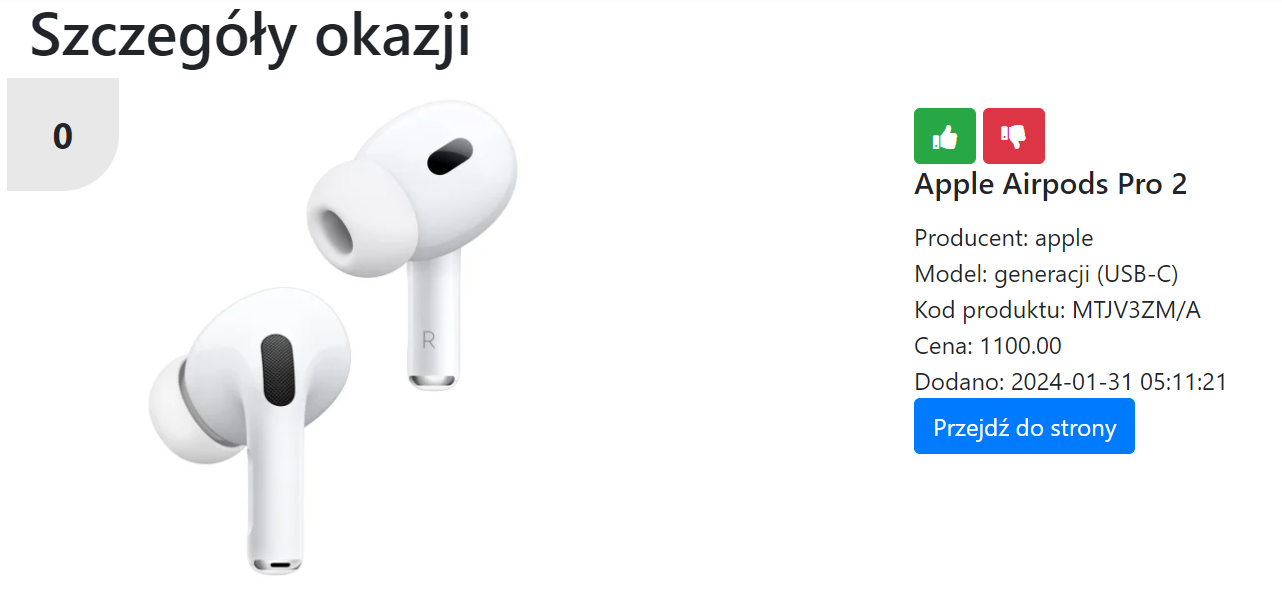 Szczegóły okazji
0
R
Apple Airpods Pro 2
Producent: apple
Model: generacji (USB-C)
Kod produktu: MTJV3ZM/A
Cena: 1100.00
Dodano: 2024-01-31 05:11:21
Przejdź do strony